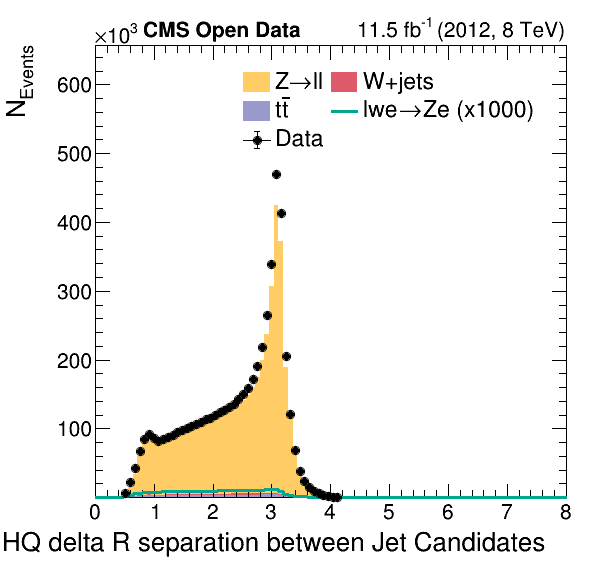 ×10³ CMS Open Data 11.5 fb⁻¹ (2012, 8 TeV)
N_Events
Z→ll W+jets
tt̄ lwe→Ze (x1000)
Data
600
500
400
300
200
100
0 1 2 3 4 5 6 7 8
HQ delta R separation between Jet Candidates